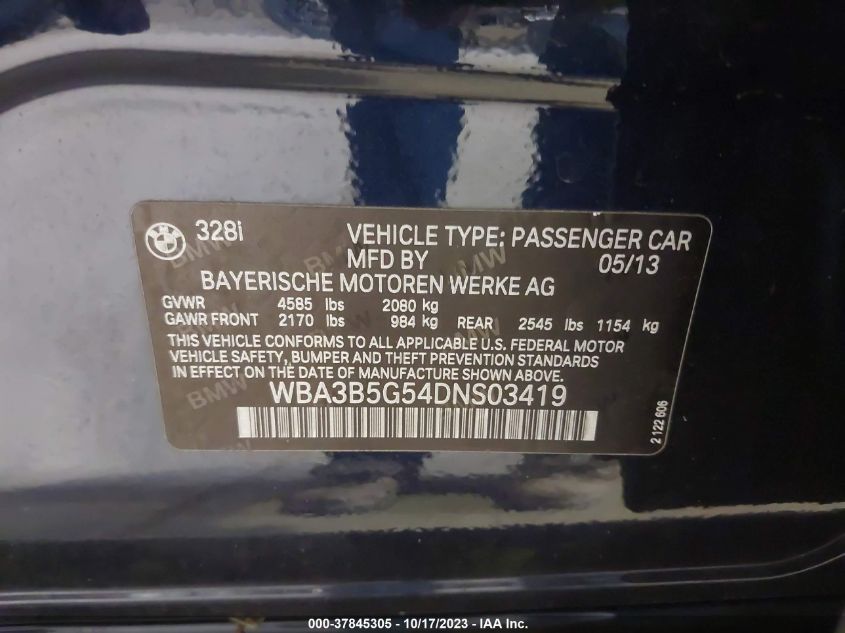 328i VEHICLE TYPE: PASSENGER CAR
MFD BY 05/13
BAYERISCHE MOTOREN WERKE AG
GVWR 4585 lbs 2080 kg
GAWR FRONT 2170 lbs 984 kg REAR 2545 lbs 1154 kg
THIS VEHICLE CONFORMS TO ALL APPLICABLE U.S. FEDERAL MOTOR
VEHICLE SAFETY, BUMPER AND THEFT PREVENTION STANDARDS
IN EFFECT ON THE DATE OF MANUFACTURE SHOWN ABOVE.
WBA3B5G54DNS03419
2 122 606
000-37845305 | 10/17/2023 - © IAA Inc.